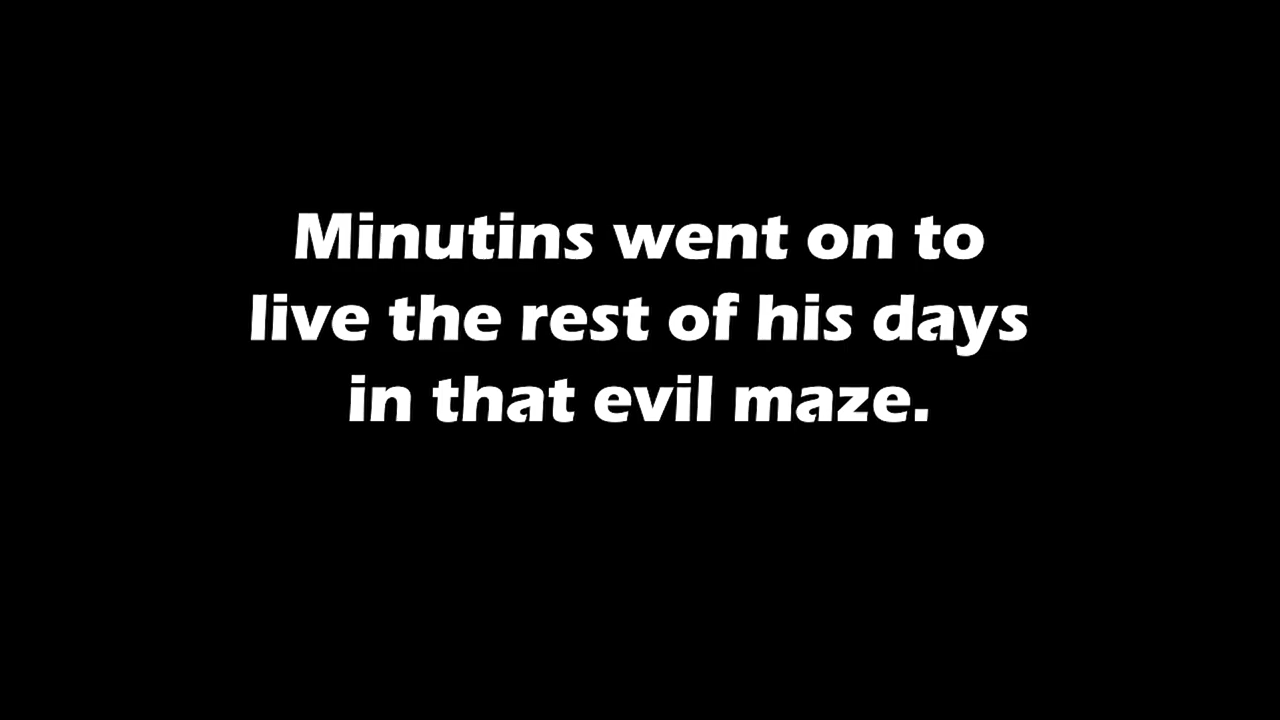 Minutins went on to
live the rest of his days
in that evil maze.